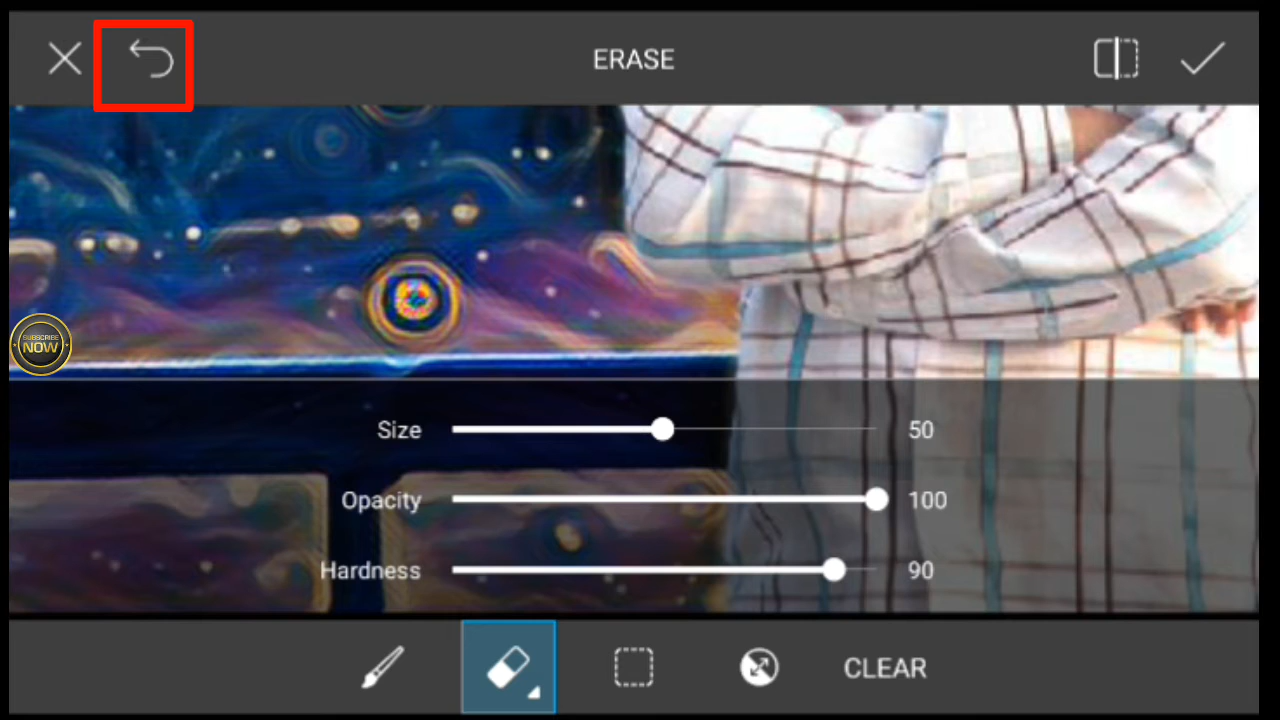 ERASE
SUBSCRIBE
NOW
Size 50
Opacity 100
Hardness 90
CLEAR